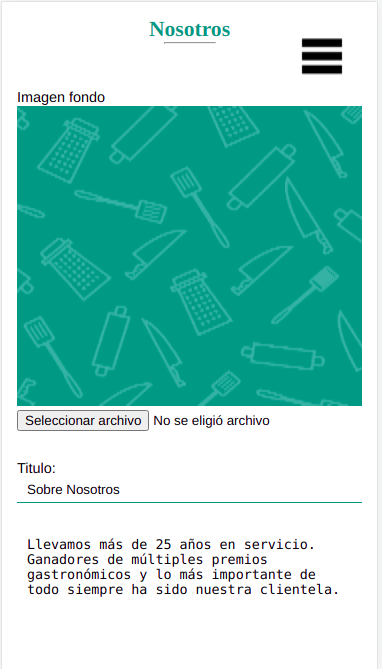 Nosotros
Imagen fondo
Seleccionar archivo No se eligió archivo
Titulo:
Sobre Nosotros
Llevamos más de 25 años en servicio.
Ganadores de múltiples premios
gastronómicos y lo más importante de
todo siempre ha sido nuestra clientela.